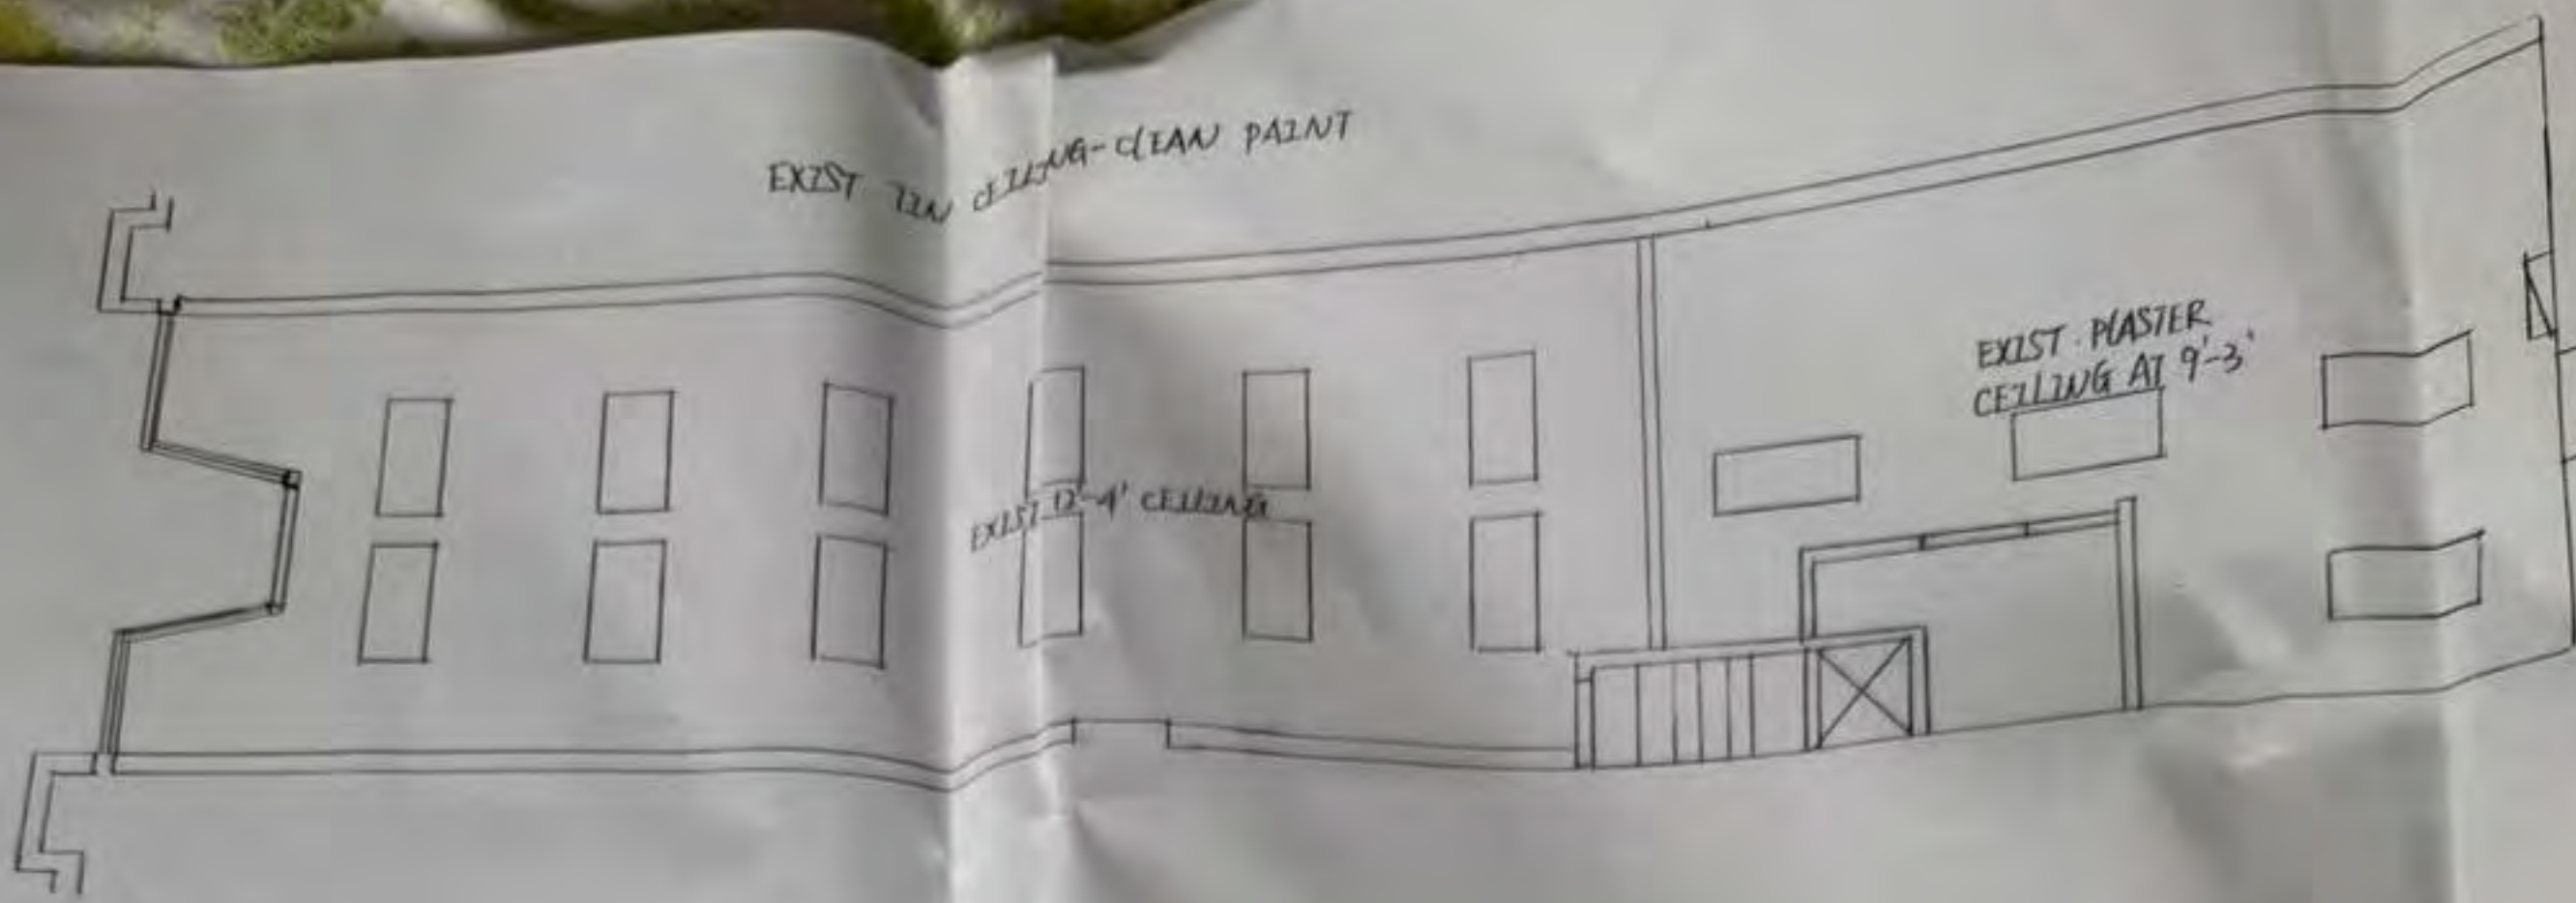 EXIST TIN CEILING-CLEAN PAINT
EXIST. PLASTER
CEILING AT 9'-3'
EXIST 12'-4' CEILING